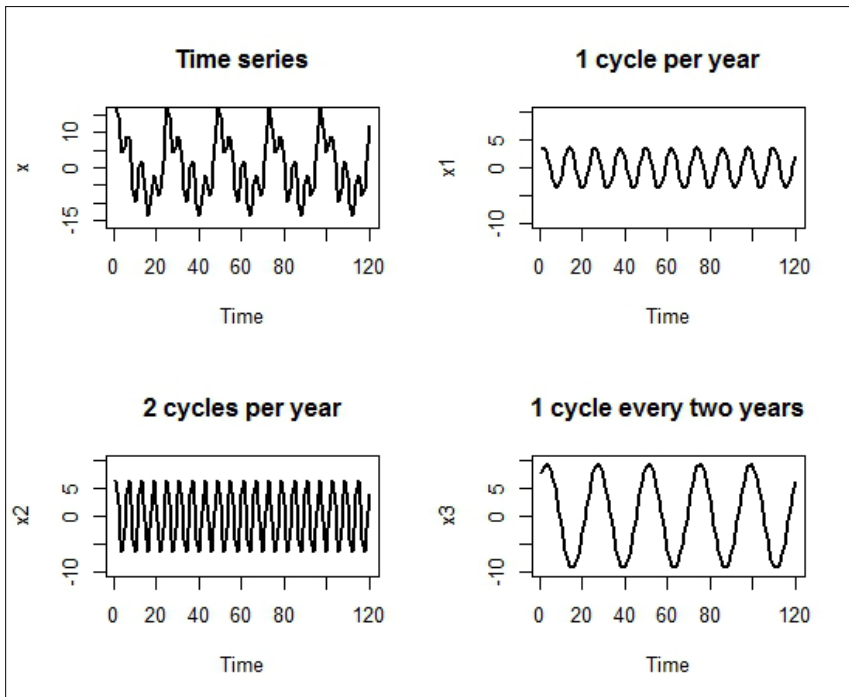 Time series
x
10
0
-15
0 20 40 60 80 120
Time
1 cycle per year
x1
5
0
-10
0 20 40 60 80 120
Time
2 cycles per year
x2
5
0
-10
0 20 40 60 80 120
Time
1 cycle every two years
x3
5
0
-10
0 20 40 60 80 120
Time